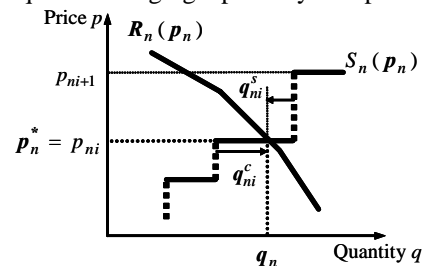 Price p
Rₙ(pₙ)
Sₙ(pₙ)
pₙᵢ₊₁
qˢₙᵢ
p*ₙ = pₙᵢ
qᶜₙᵢ
qₙ
Quantity q